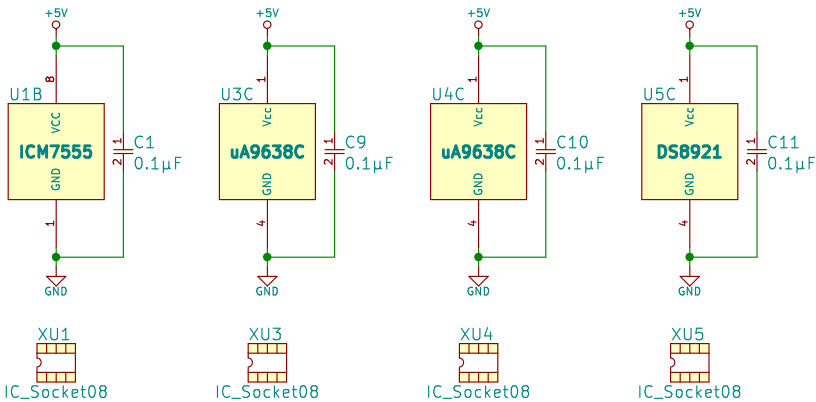 +5V +5V +5V +5V
8 1 1 1
U1B U3C U4C U5C
VCC Vcc Vcc Vcc
1 C1 1 C9 1 C10 1 C11
ICM7555 uA9638C uA9638C DS8921
2 0.1µF 2 0.1µF 2 0.1µF 2 0.1µF
GND GND GND GND
1 4 4 4
GND GND GND GND
XU1 XU3 XU4 XU5
IC_Socket08 IC_Socket08 IC_Socket08 IC_Socket08